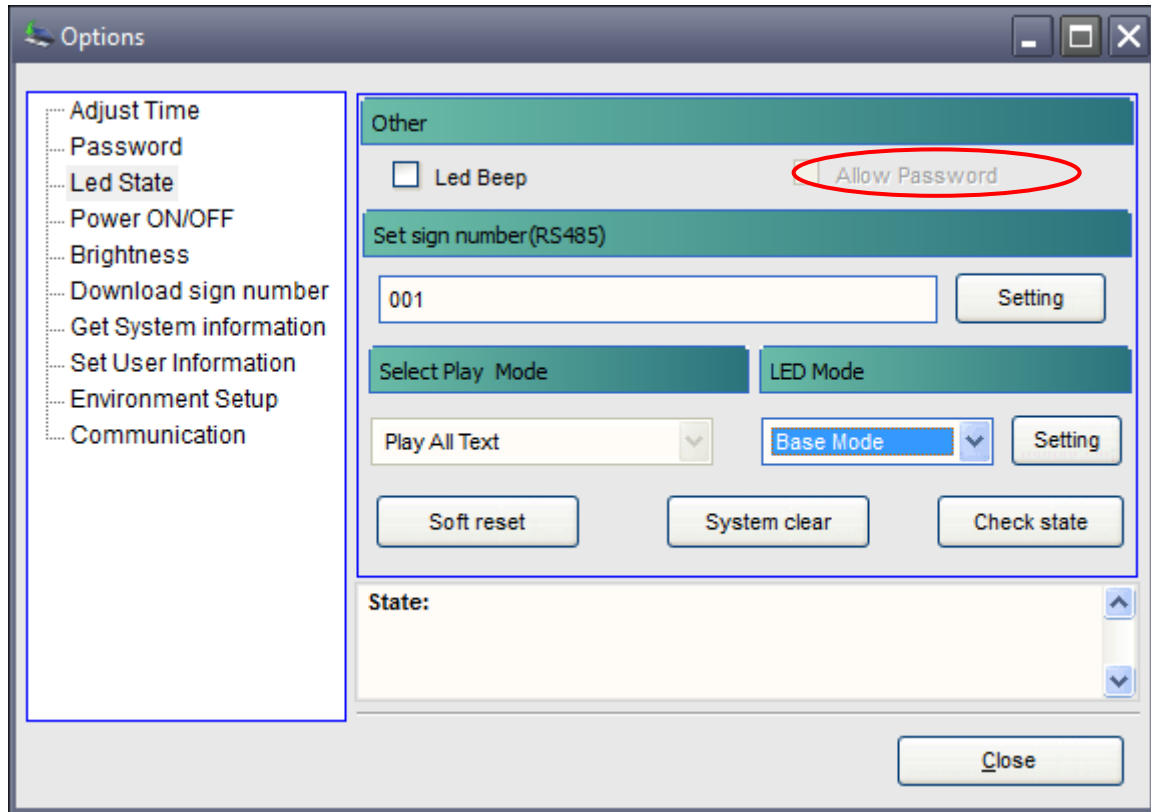 Options
Adjust Time
Password
Led State
Power ON/OFF
Brightness
Download sign number
Get System information
Set User Information
Environment Setup
Communication
Other
Led Beep
Allow Password
Set sign number(RS485)
001
Setting
Select Play Mode
LED Mode
Play All Text
Base Mode
Setting
Soft reset
System clear
Check state
State:
Close